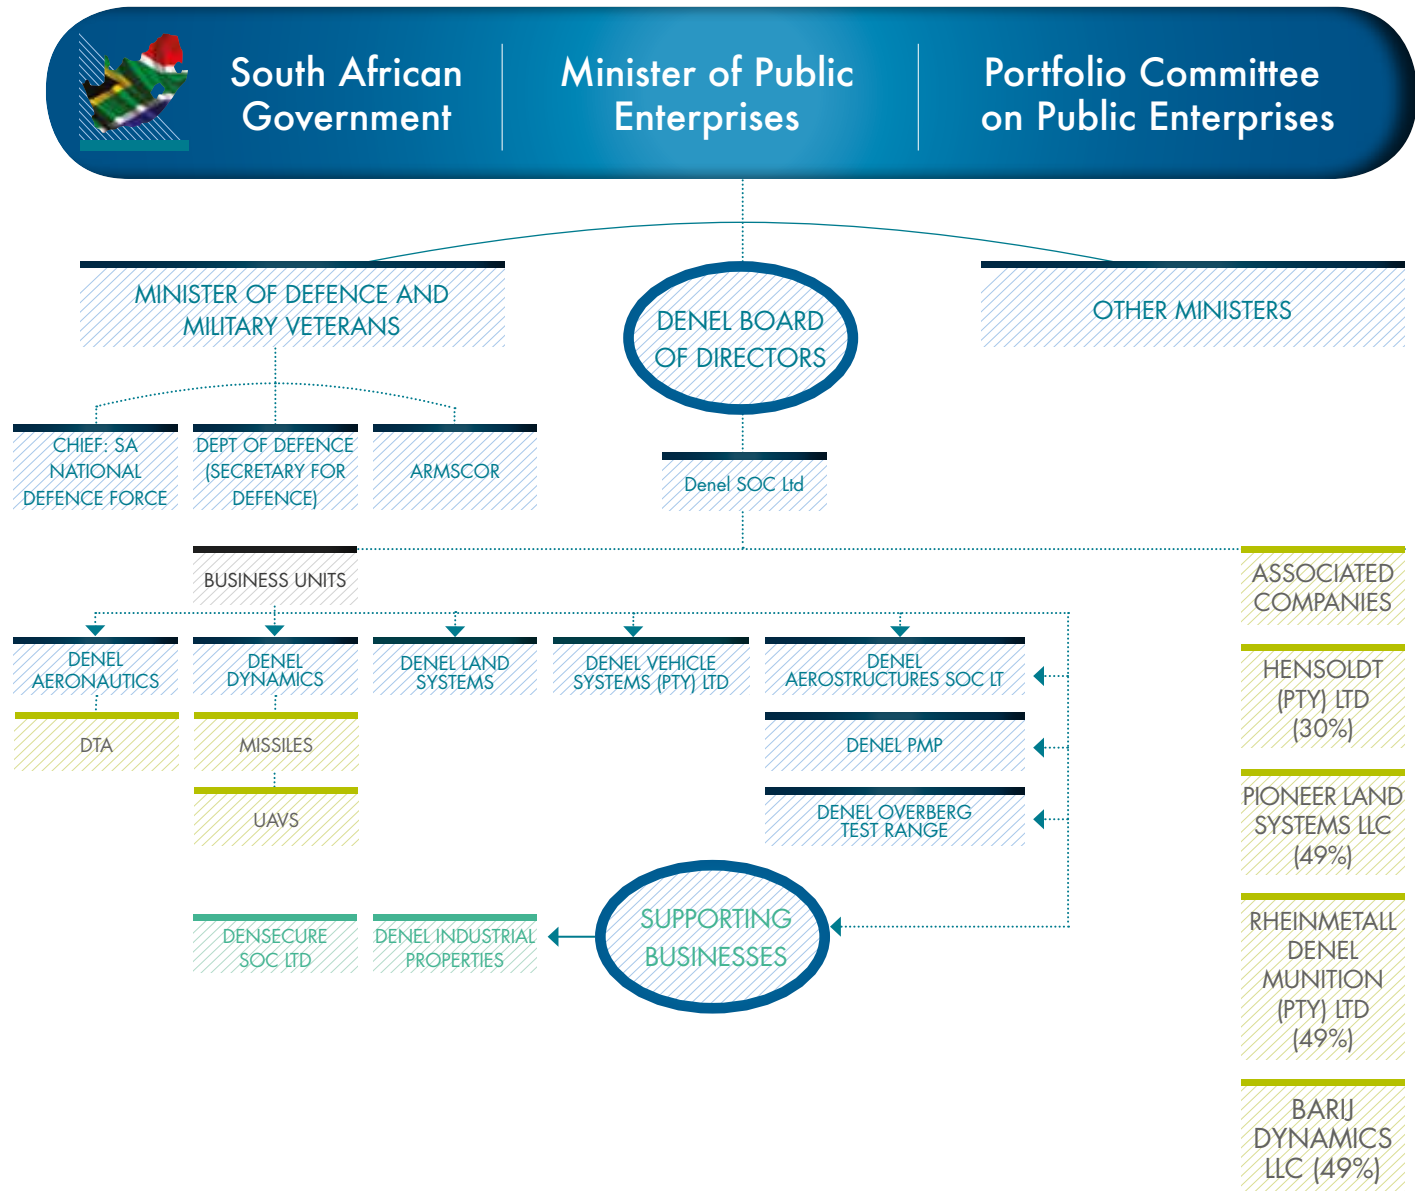 South African
Government
Minister of Public
Enterprises
Portfolio Committee
on Public Enterprises
MINISTER OF DEFENCE AND
MILITARY VETERANS
DENEL BOARD
OF DIRECTORS
OTHER MINISTERS
CHIEF: SA
NATIONAL
DEFENCE FORCE
DEPT OF DEFENCE
(SECRETARY FOR
DEFENCE)
ARMSCOR
Denel SOC Ltd
BUSINESS UNITS
ASSOCIATED
COMPANIES
DENEL
AERONAUTICS
DENEL
DYNAMICS
DENEL LAND
SYSTEMS
DENEL VEHICLE
SYSTEMS (PTY) LTD
DENEL
AEROSTRUCTURES SOC LT
HENSOLDT
(PTY) LTD
(30%)
DTA
MISSILES
DENEL PMP
UAVS
DENEL OVERBERG
TEST RANGE
PIONEER LAND
SYSTEMS LLC
(49%)
SUPPORTING
BUSINESSES
DENSECURE
SOC LTD
DENEL INDUSTRIAL
PROPERTIES
RHEINMETALL
DENEL
MUNITION
(PTY) LTD
(49%)
BARIJ
DYNAMICS
LLC (49%)